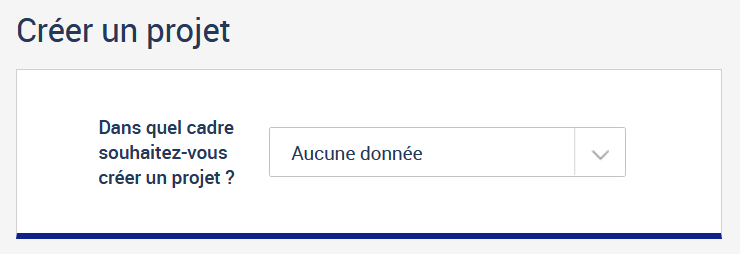 Créer un projet
Dans quel cadre
souhaitez-vous
créer un projet ?
Aucune donnée